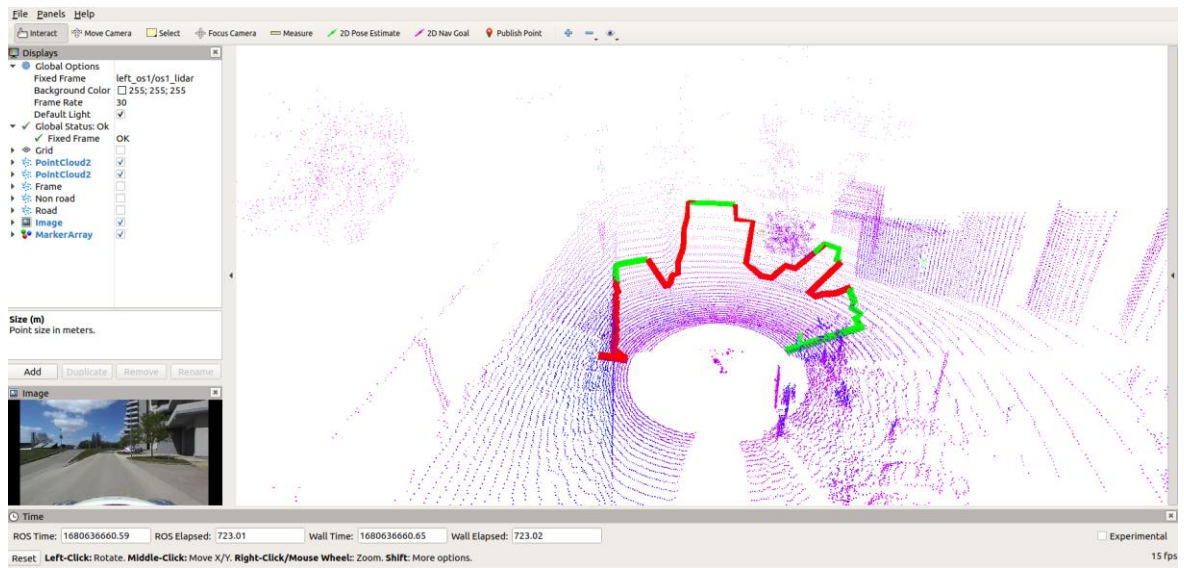 File Panels Help
Interact Move Camera Select Focus Camera Measure 2D Pose Estimate 2D Nav Goal Publish Point
Displays
Global Options
Fixed Frame left_os1/os1_lidar
Background Color 255; 255; 255
Frame Rate 30
Default Light
Global Status: Ok
Fixed Frame OK
Grid
PointCloud2
PointCloud2
Frame
Non road
Road
Image
MarkerArray
Size (m)
Point size in meters.
Add Duplicate Remove Rename
Image
Time
ROS Time: 1680636660.59 ROS Elapsed: 723.01 Wall Time: 1680636660.65 Wall Elapsed: 723.02 Experimental
Reset Left-Click: Rotate. Middle-Click: Move X/Y. Right-Click/Mouse Wheel:: Zoom. Shift: More options. 15 fps